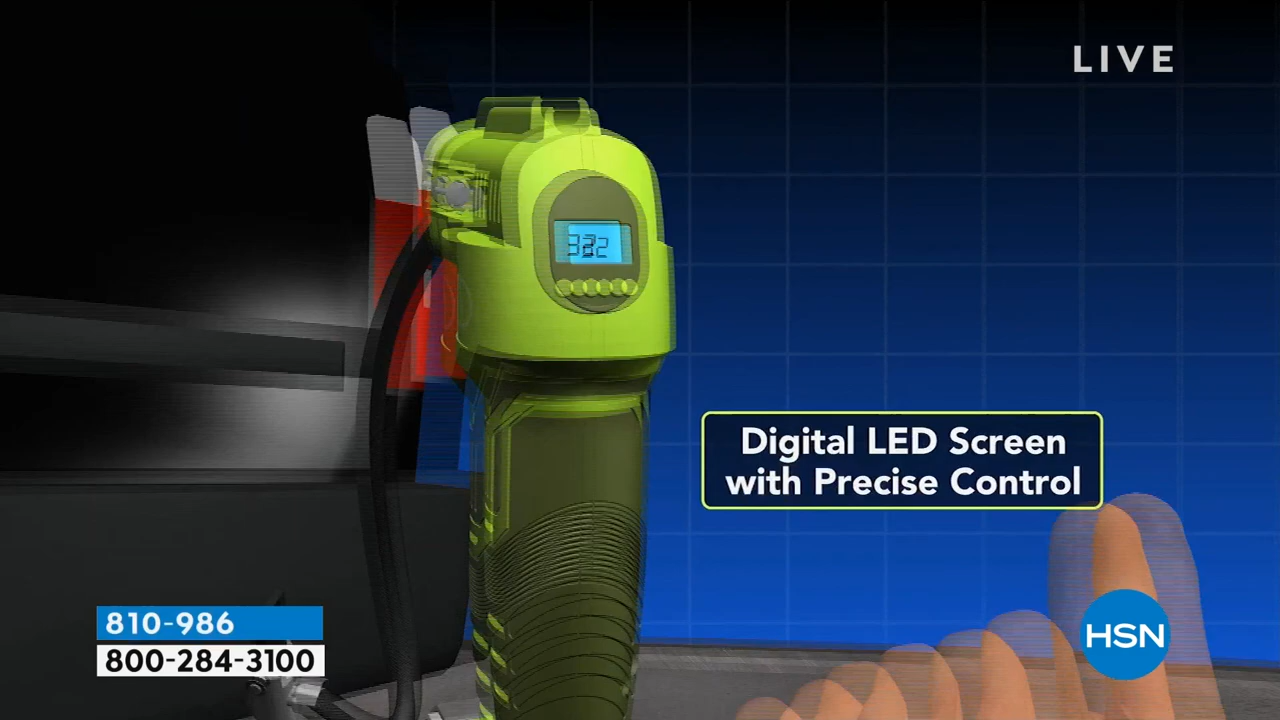 LIVE
Digital LED Screen
with Precise Control
810-986
800-284-3100
HSN